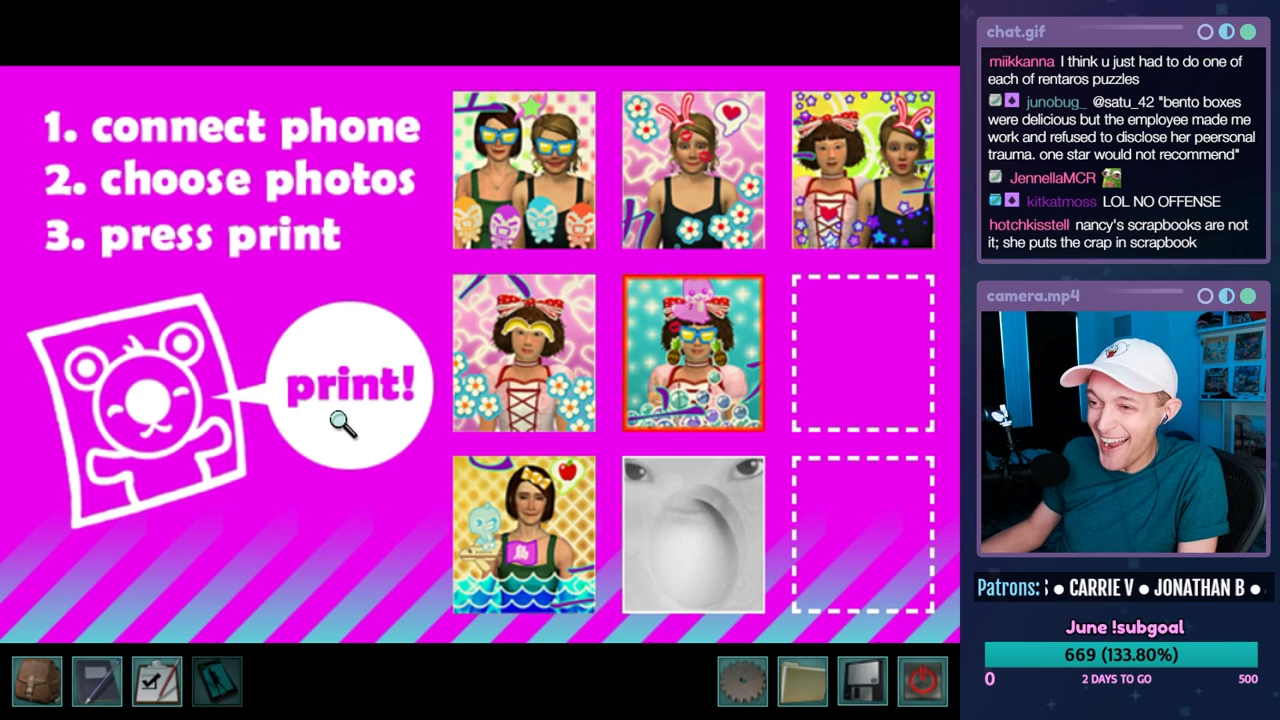 1. connect phone
2. choose photos
3. press print
print!
chat.gif
miikkanna I think u just had to do one of
each of rentaros puzzles
junobug_ @satu_42 "bento boxes
were delicious but the employee made me
work and refused to disclose her peersonal
trauma. one star would not recommend"
JennellaMCR
kitkatmoss LOL NO OFFENSE
hotchkisstell nancy's scrapbooks are not
it; she puts the crap in scrapbook
camera.mp4
Patrons: S ● CARRIE V ● JONATHAN B ●
June !subgoal
669 (133.80%)
0 2 DAYS TO GO 500